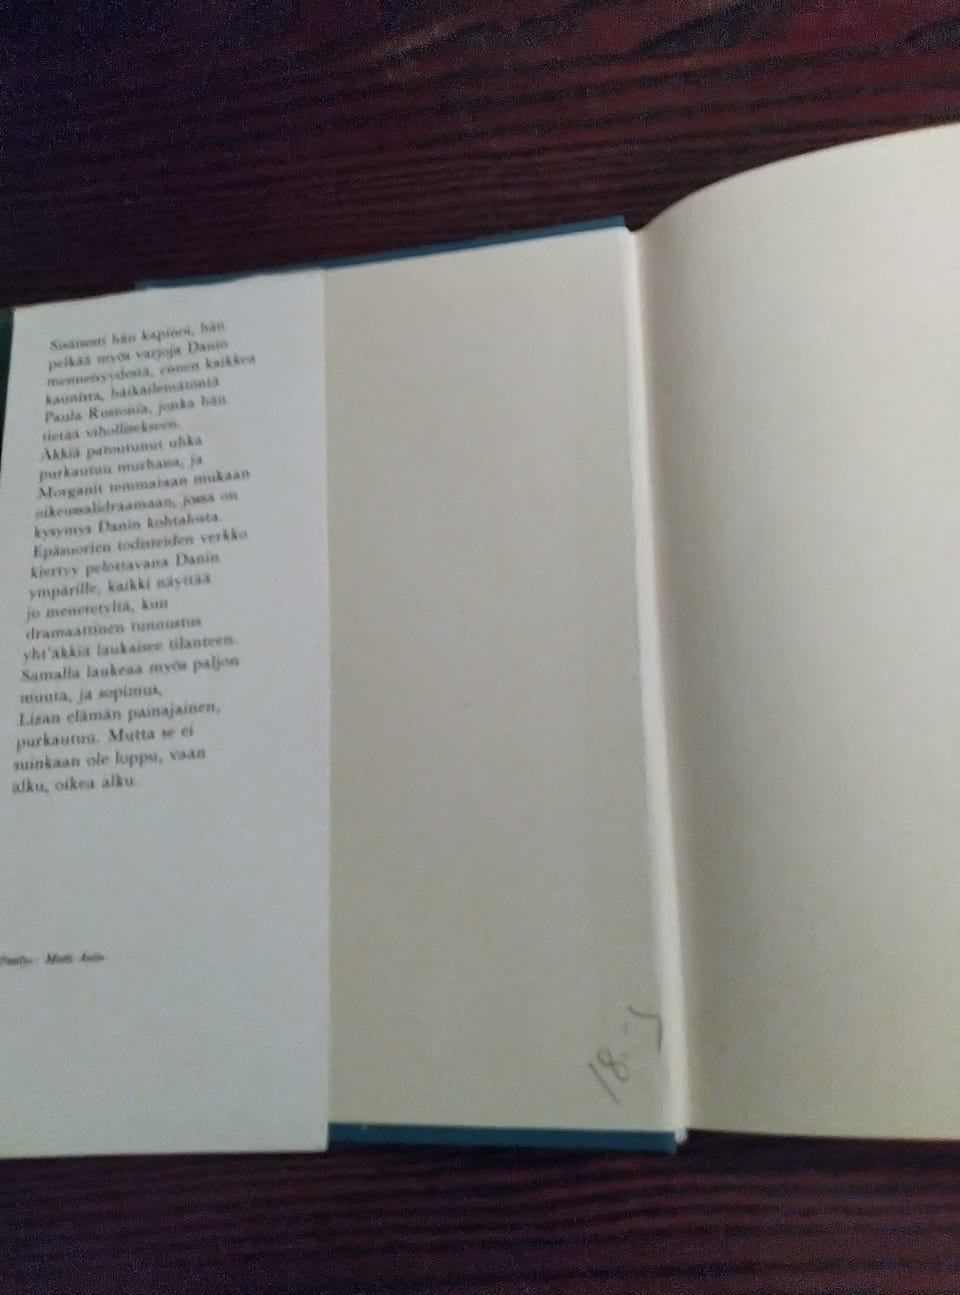 Sisäisesti hän kapinoi, hän
pelkää myös varjoja Danin
menneisyydestä, ennen kaikkea
kaunista, häikäilemätöntä
Paula Rustonia, jonka hän
tietää vihollisekseen.
Äkkiä patoutunut uhka
purkautuu murhana, ja
Morganit temmataan mukaan
oikeussalidraamaan, jossa on
kysymys Danin kohtalosta.
Epäsuorien todisteiden verkko
kiertyy pelottavana Danin
ympärille, kaikki näyttää
jo menetetyltä, kun
dramaattinen tunnustus
yht'äkkiä laukaisee tilanteen.
Samalla laukeaa myös paljon
muuta, ja sopimus,
Lizan elämän painajainen,
purkautuu. Mutta se ei
suinkaan ole loppu, vaan
alku, oikea alku.
18.-